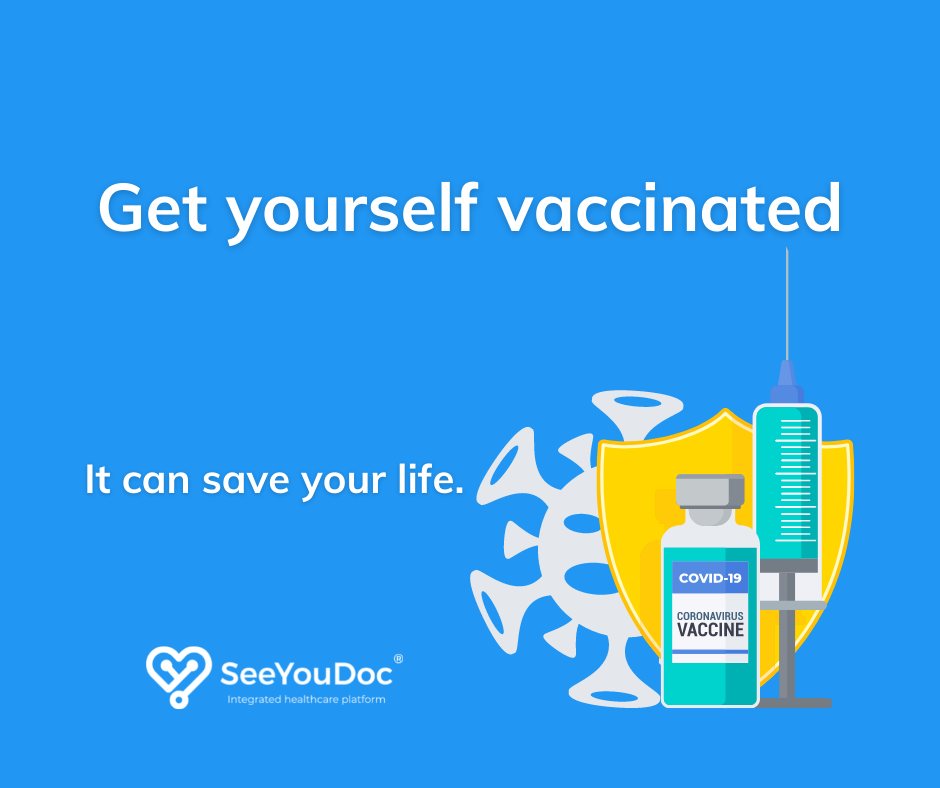 Get yourself vaccinated
It can save your life.
COVID-19
CORONAVIRUS
VACCINE
SeeYouDoc®
Integrated healthcare platform